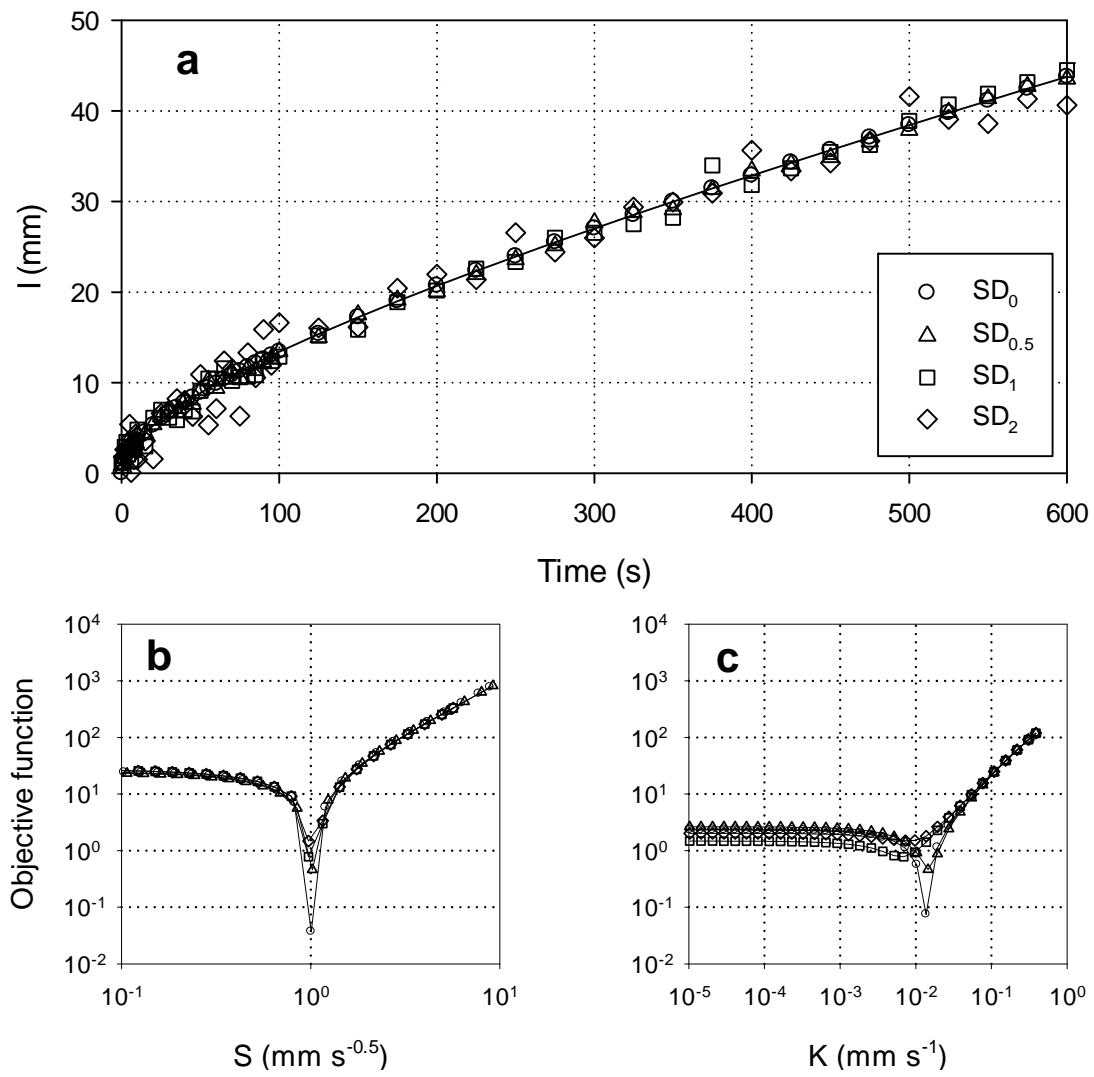 a
50
40
30
20
10
0
I (mm)
0 100 200 300 400 500 600
Time (s)
SD0
SD0.5
SD1
SD2
b
10^4
10^3
10^2
10^1
10^0
10^-1
10^-2
Objective function
10^-1 10^0 10^1
S (mm s^-0.5)
c
10^4
10^3
10^2
10^1
10^0
10^-1
10^-2
10^-5 10^-4 10^-3 10^-2 10^-1 10^0
K (mm s^-1)